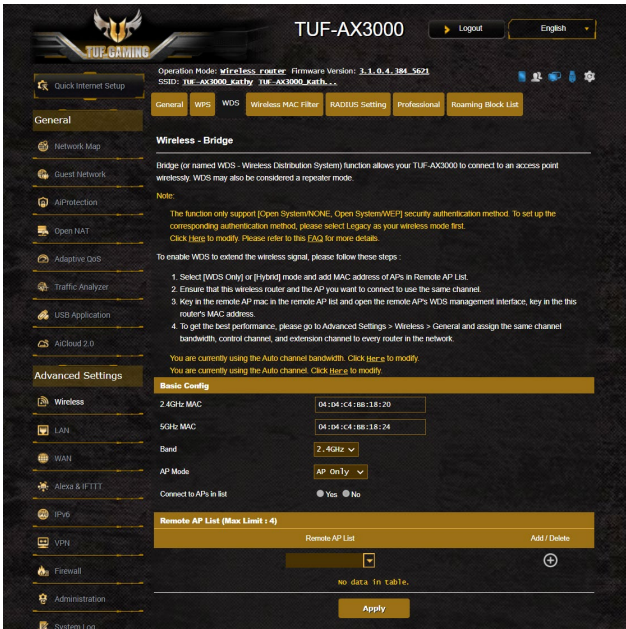 TUF GAMING
TUF-AX3000
Logout
English
Quick Internet Setup
Operation Mode: Wireless router Firmware Version: 3.1.0.4.384_5621
SSID: TUF-AX3000_Kathy TUF-AX3000_Kath...
General
WPS
WDS
Wireless MAC Filter
RADIUS Setting
Professional
Roaming Block List
General
Network Map
Guest Network
AiProtection
Open NAT
Adaptive QoS
Traffic Analyzer
USB Application
AiCloud 2.0
Advanced Settings
Wireless
LAN
WAN
Alexa & IFTTT
IPv6
VPN
Firewall
Administration
System Log
Wireless - Bridge
Bridge (or named WDS - Wireless Distribution System) function allows your TUF-AX3000 to connect to an access point
wirelessly. WDS may also be considered a repeater mode.
Note:
The function only support [Open System/NONE, Open System/WEP] security authentication method. To set up the
corresponding authentication method, please select Legacy as your wireless mode first.
Click Here to modify. Please refer to this FAQ for more details.
To enable WDS to extend the wireless signal, please follow these steps :
1. Select [WDS Only] or [Hybrid] mode and add MAC address of APs in Remote AP List.
2. Ensure that this wireless router and the AP you want to connect to use the same channel.
3. Key in the remote AP mac in the remote AP list and open the remote AP's WDS management interface, key in the this
router's MAC address.
4. To get the best performance, please go to Advanced Settings > Wireless > General and assign the same channel
bandwidth, control channel, and extension channel to every router in the network.
You are currently using the Auto channel bandwidth. Click Here to modify.
You are currently using the Auto channel. Click Here to modify.
Basic Config
2.4GHz MAC
04:D4:C4:BB:18:20
5GHz MAC
04:D4:C4:BB:18:24
Band
2.4GHz
AP Mode
AP Only
Connect to APs in list
Yes No
Remote AP List (Max Limit : 4)
Remote AP List
Add / Delete
No data in table.
Apply